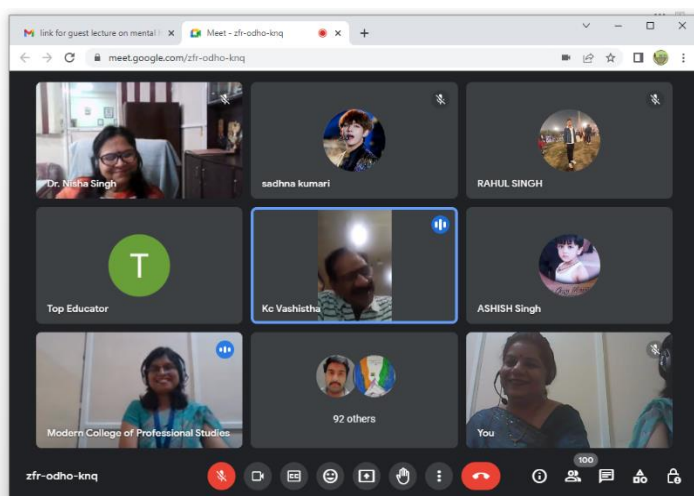 link for guest lecture on mental
Meet - zfr-odho-knq
meet.google.com/zfr-odho-knq
Dr. Nisha Singh
sadhna kumari
RAHUL SINGH
T
Top Educator
Kc Vashistha
ASHISH Singh
Modern College of Professional Studies
92 others
You
zfr-odho-knq
CC
100